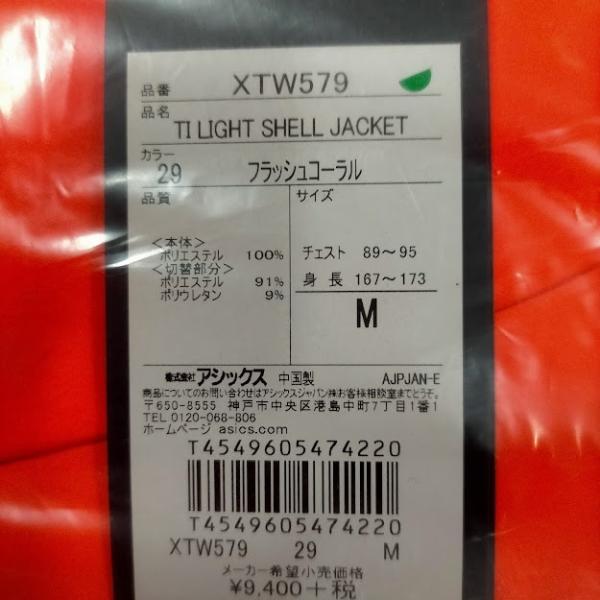 品番 XTW579
品名
TI LIGHT SHELL JACKET
カラー
29 フラッシュコーラル
品質 サイズ
<本体>
ポリエステル 100% チェスト 89〜95
<切替部分>
ポリエステル 91% 身長 167〜173
ポリウレタン 9%
M
株式会社アシックス 中国製 AJPJAN-E
商品についてのお問い合わせはアシックスジャパン㈱お客様相談室までどうぞ。
〒650-8555 神戸市中央区港島中町7丁目1番1
TEL 0120-068-806
ホームページ asics.com
T4549605474220
T4549605474220
XTW579 29 M
メーカー希望小売価格
¥9,400+税